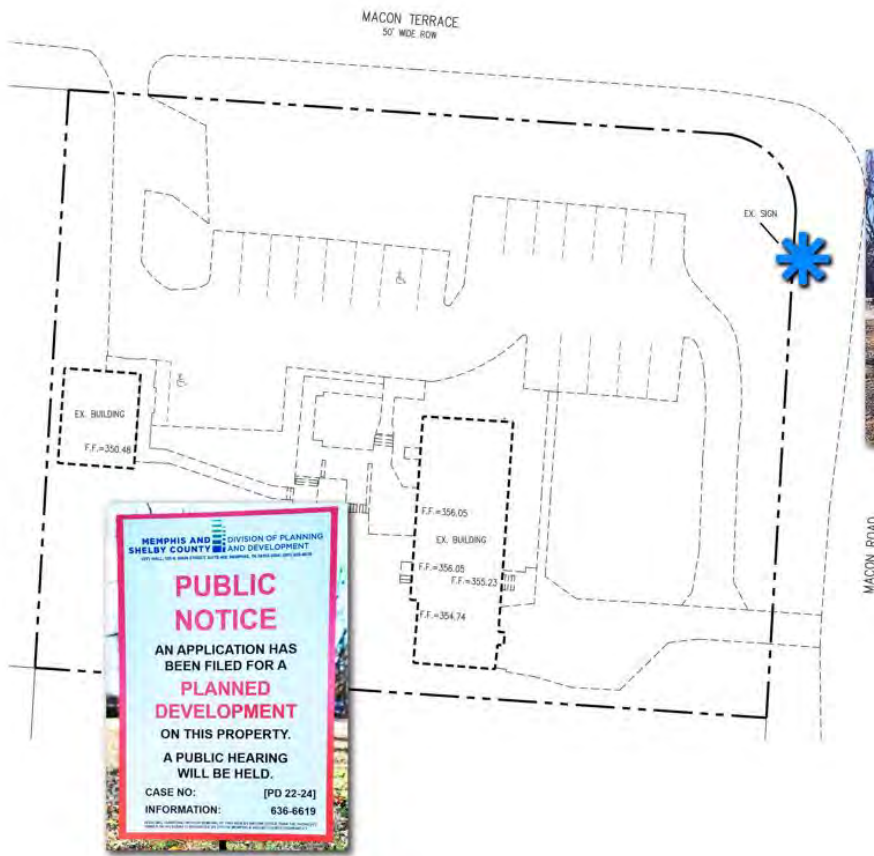 MACON TERRACE
50' WIDE ROW
EX. SIGN
EX. BUILDING
F.F.=350.48
F.F.=356.05
EX. BUILDING
F.F.=356.05
F.F.=355.23
F.F.=354.74
MACON ROAD
MEMPHIS AND
SHELBY COUNTY
DIVISION OF PLANNING
AND DEVELOPMENT
PUBLIC
NOTICE
AN APPLICATION HAS
BEEN FILED FOR A
PLANNED
DEVELOPMENT
ON THIS PROPERTY.
A PUBLIC HEARING
WILL BE HELD.
CASE NO: [PD 22-24]
INFORMATION: 636-6619